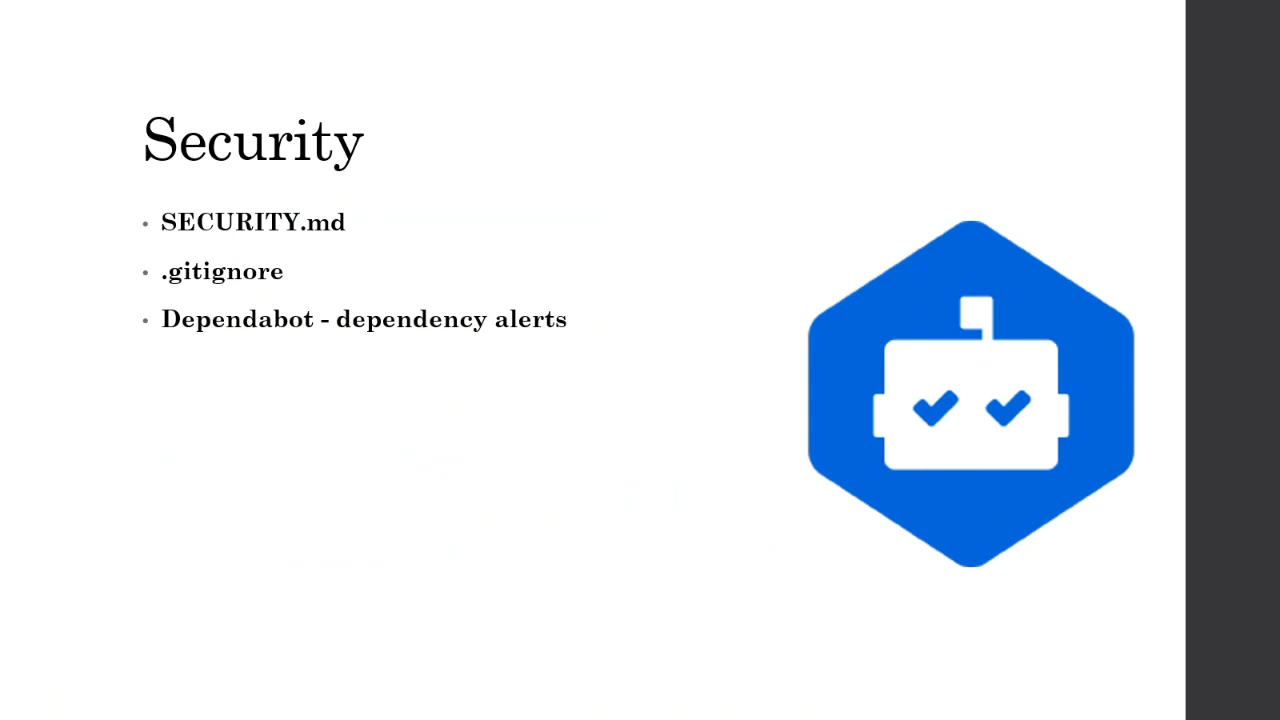 Security
• SECURITY.md
• .gitignore
• Dependabot - dependency alerts